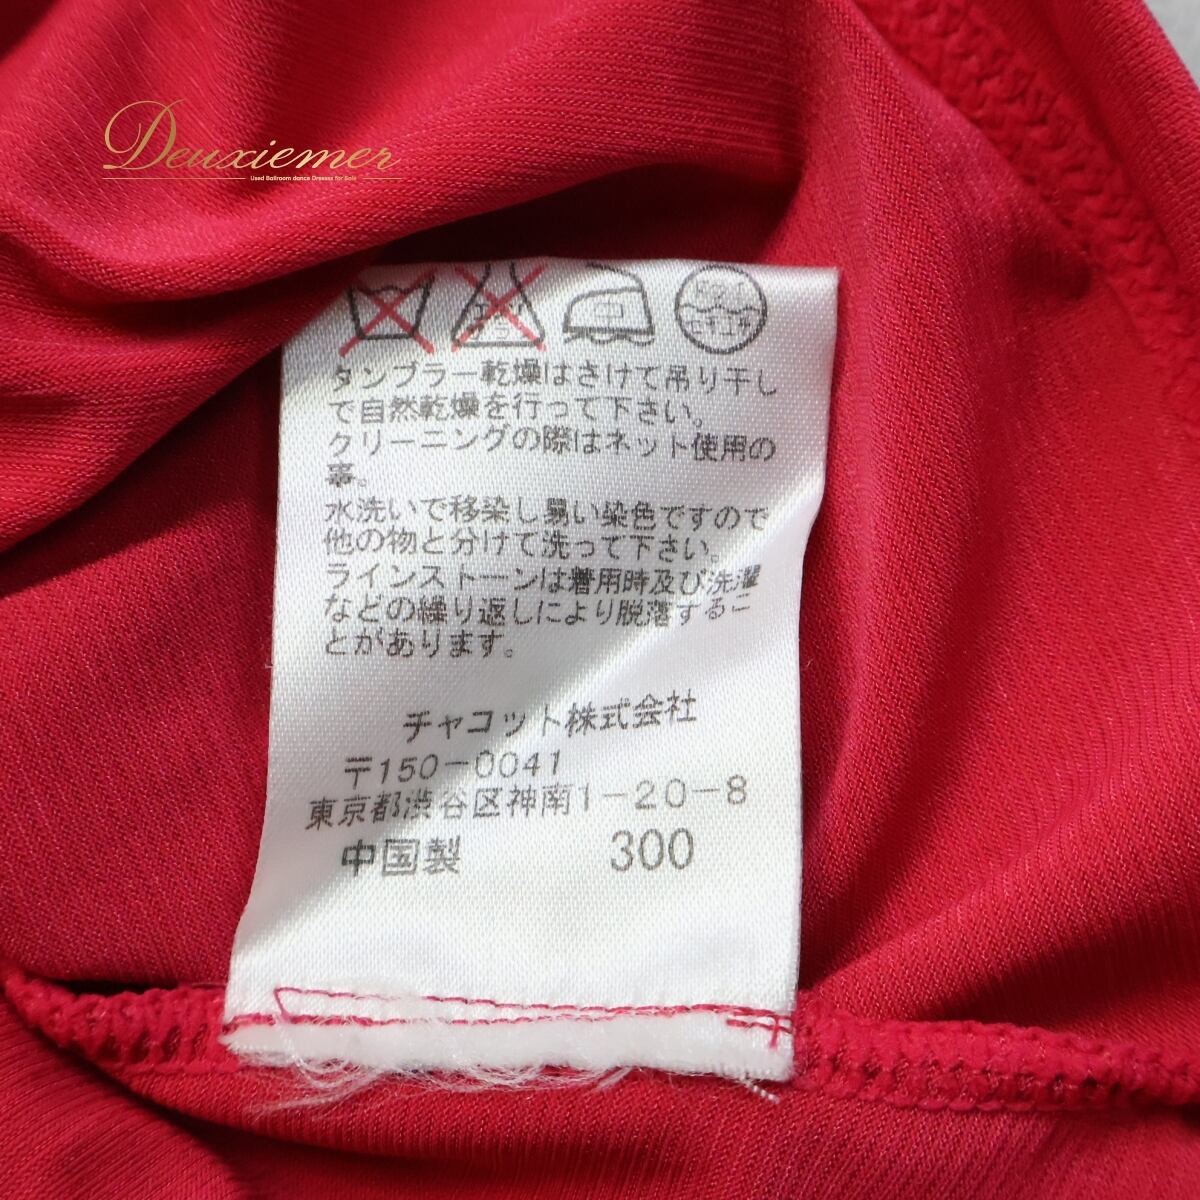 Deuxiemer
Used Ballroom dance Dresses for Sale
タンブラー乾燥はさけて吊り干し
で自然乾燥を行って下さい。
クリーニングの際はネット使用の
事。
水洗いで移染し易い染色ですので
他の物と分けて洗って下さい。
ラインストーンは着用時及び洗濯
などの繰り返しにより脱落するこ
とがあります。
チャコット株式会社
〒150-0041
東京都渋谷区神南1-20-8
中国製 300